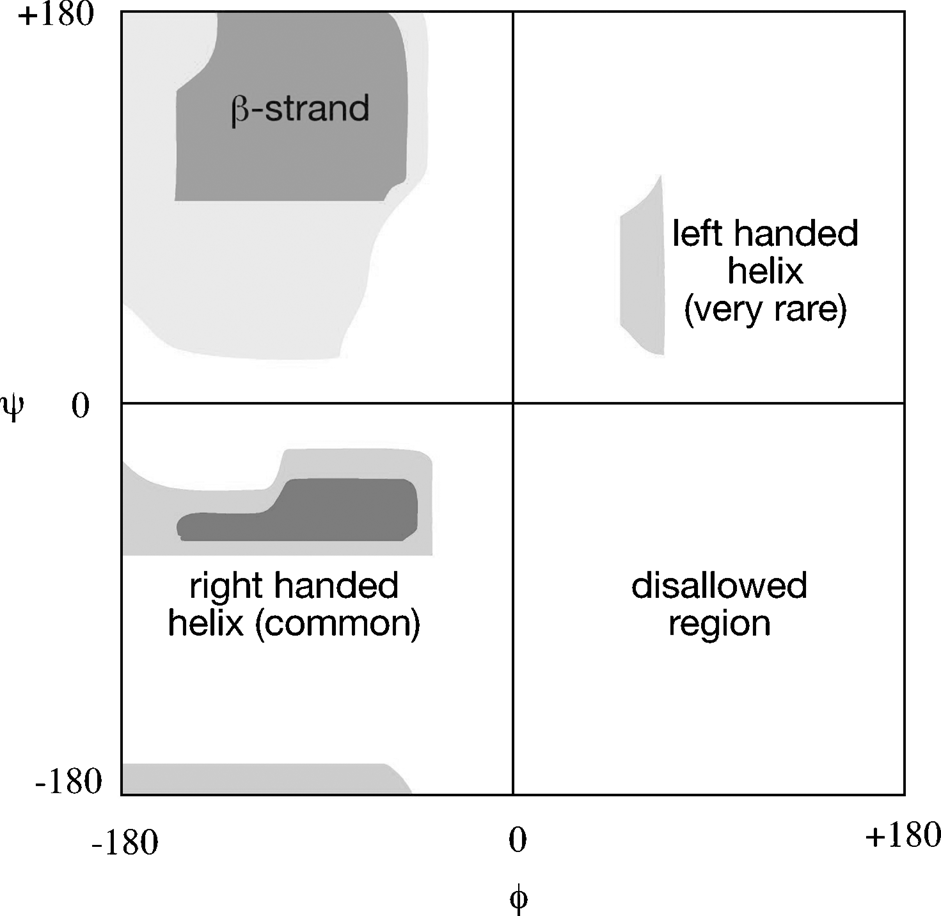 +180
β-strand
left handed
helix
(very rare)
ψ
0
right handed
helix (common)
disallowed
region
-180
-180
0
+180
ϕ